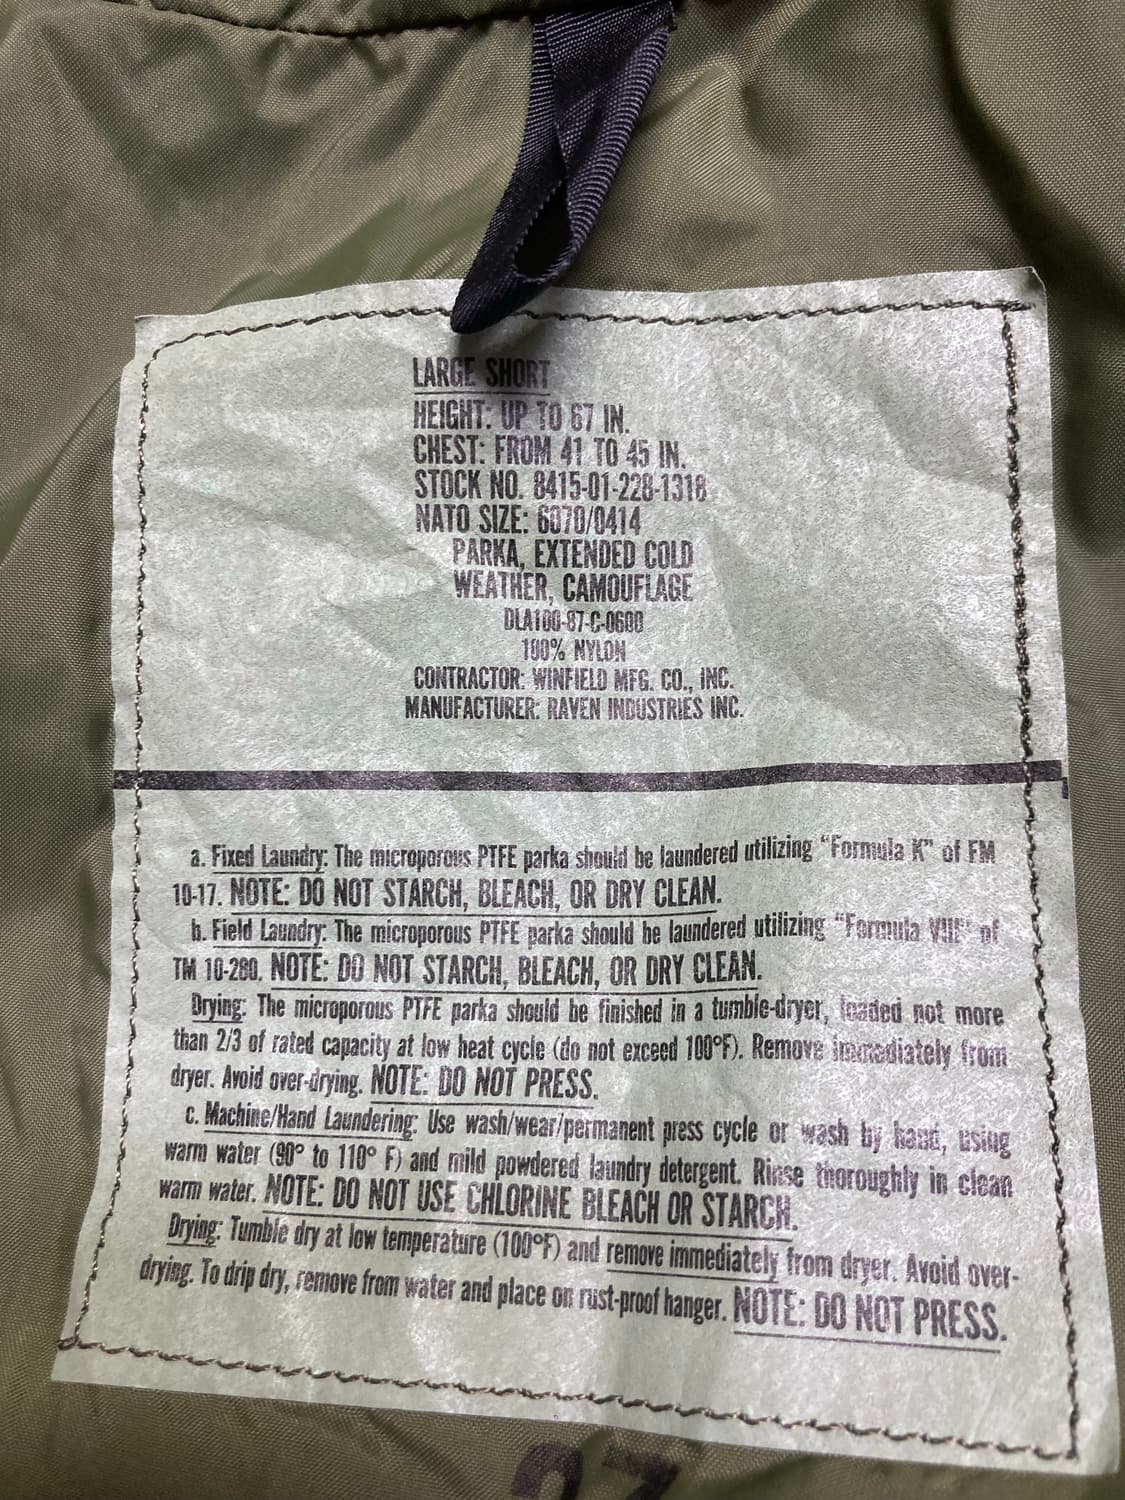 LARGE SHORT
HEIGHT: UP TO 67 IN.
CHEST: FROM 41 TO 45 IN.
STOCK NO. 8415-01-228-1318
NATO SIZE: 6070/0414
PARKA, EXTENDED COLD
WEATHER, CAMOUFLAGE
DLA100-87-C-0600
100% NYLON
CONTRACTOR: WINFIELD MFG. CO., INC.
MANUFACTURER: RAVEN INDUSTRIES INC.
a. Fixed Laundry: The microporous PTFE parka should be laundered utilizing "Formula K" of FM
10-17. NOTE: DO NOT STARCH, BLEACH, OR DRY CLEAN.
b. Field Laundry: The microporous PTFE parka should be laundered utilizing "Formula VIII" of
TM 10-280. NOTE: DO NOT STARCH, BLEACH, OR DRY CLEAN.
Drying: The microporous PTFE parka should be finished in a tumble-dryer, loaded not more
than 2/3 of rated capacity at low heat cycle (do not exceed 100°F). Remove immediately from
dryer. Avoid over-drying. NOTE: DO NOT PRESS.
c. Machine/Hand Laundering: Use wash/wear/permanent press cycle or wash by hand, using
warm water (90° to 110° F) and mild powdered laundry detergent. Rinse thoroughly in clean
warm water. NOTE: DO NOT USE CHLORINE BLEACH OR STARCH.
Drying: Tumble dry at low temperature (100°F) and remove immediately from dryer. Avoid over-
drying. To drip dry, remove from water and place on rust-proof hanger. NOTE: DO NOT PRESS.